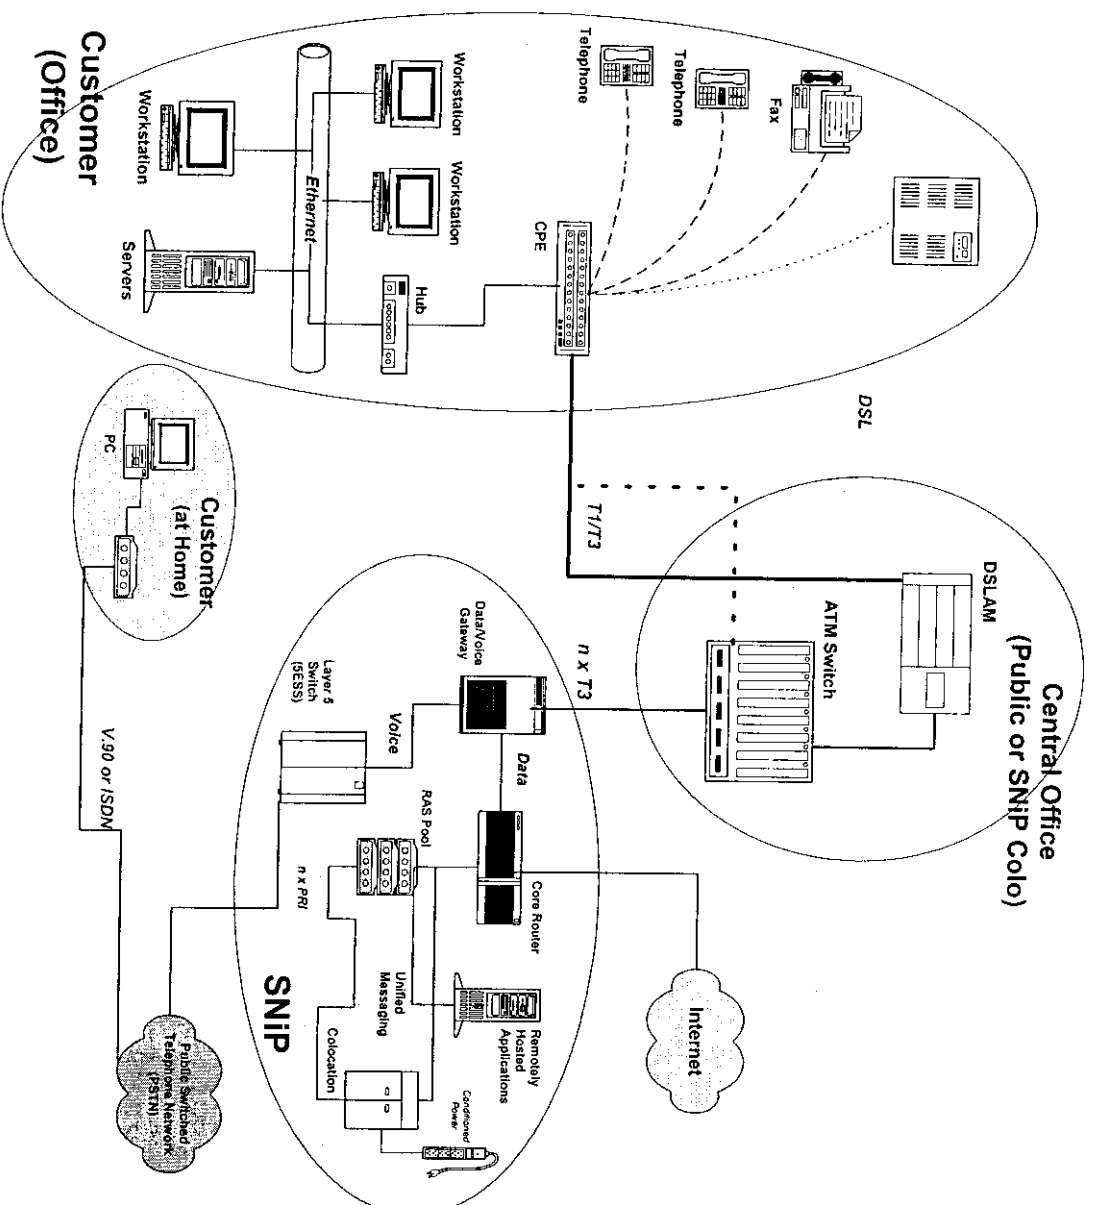 Customer
(Office)
Workstation
Servers
Workstation
Workstation
Ethernet
Hub
CPE
Telephone
Telephone
Fax
DSL
T1/T3
Central Office
(Public or SNiP Colo)
DSLAM
ATM Switch
n x T3
Customer
(at Home)
PC
V.90 or ISDN
Data/Voice
Gateway
Layer 5
Switch
(5ESS)
Voice
Data
RAS Pool
Core Router
n x PRI
SNiP
Unified
Messaging
Remotely
Hosted
Applications
Colocation
Conditioned
Power
Internet
Public Switched
Telephone Network
(PSTN)